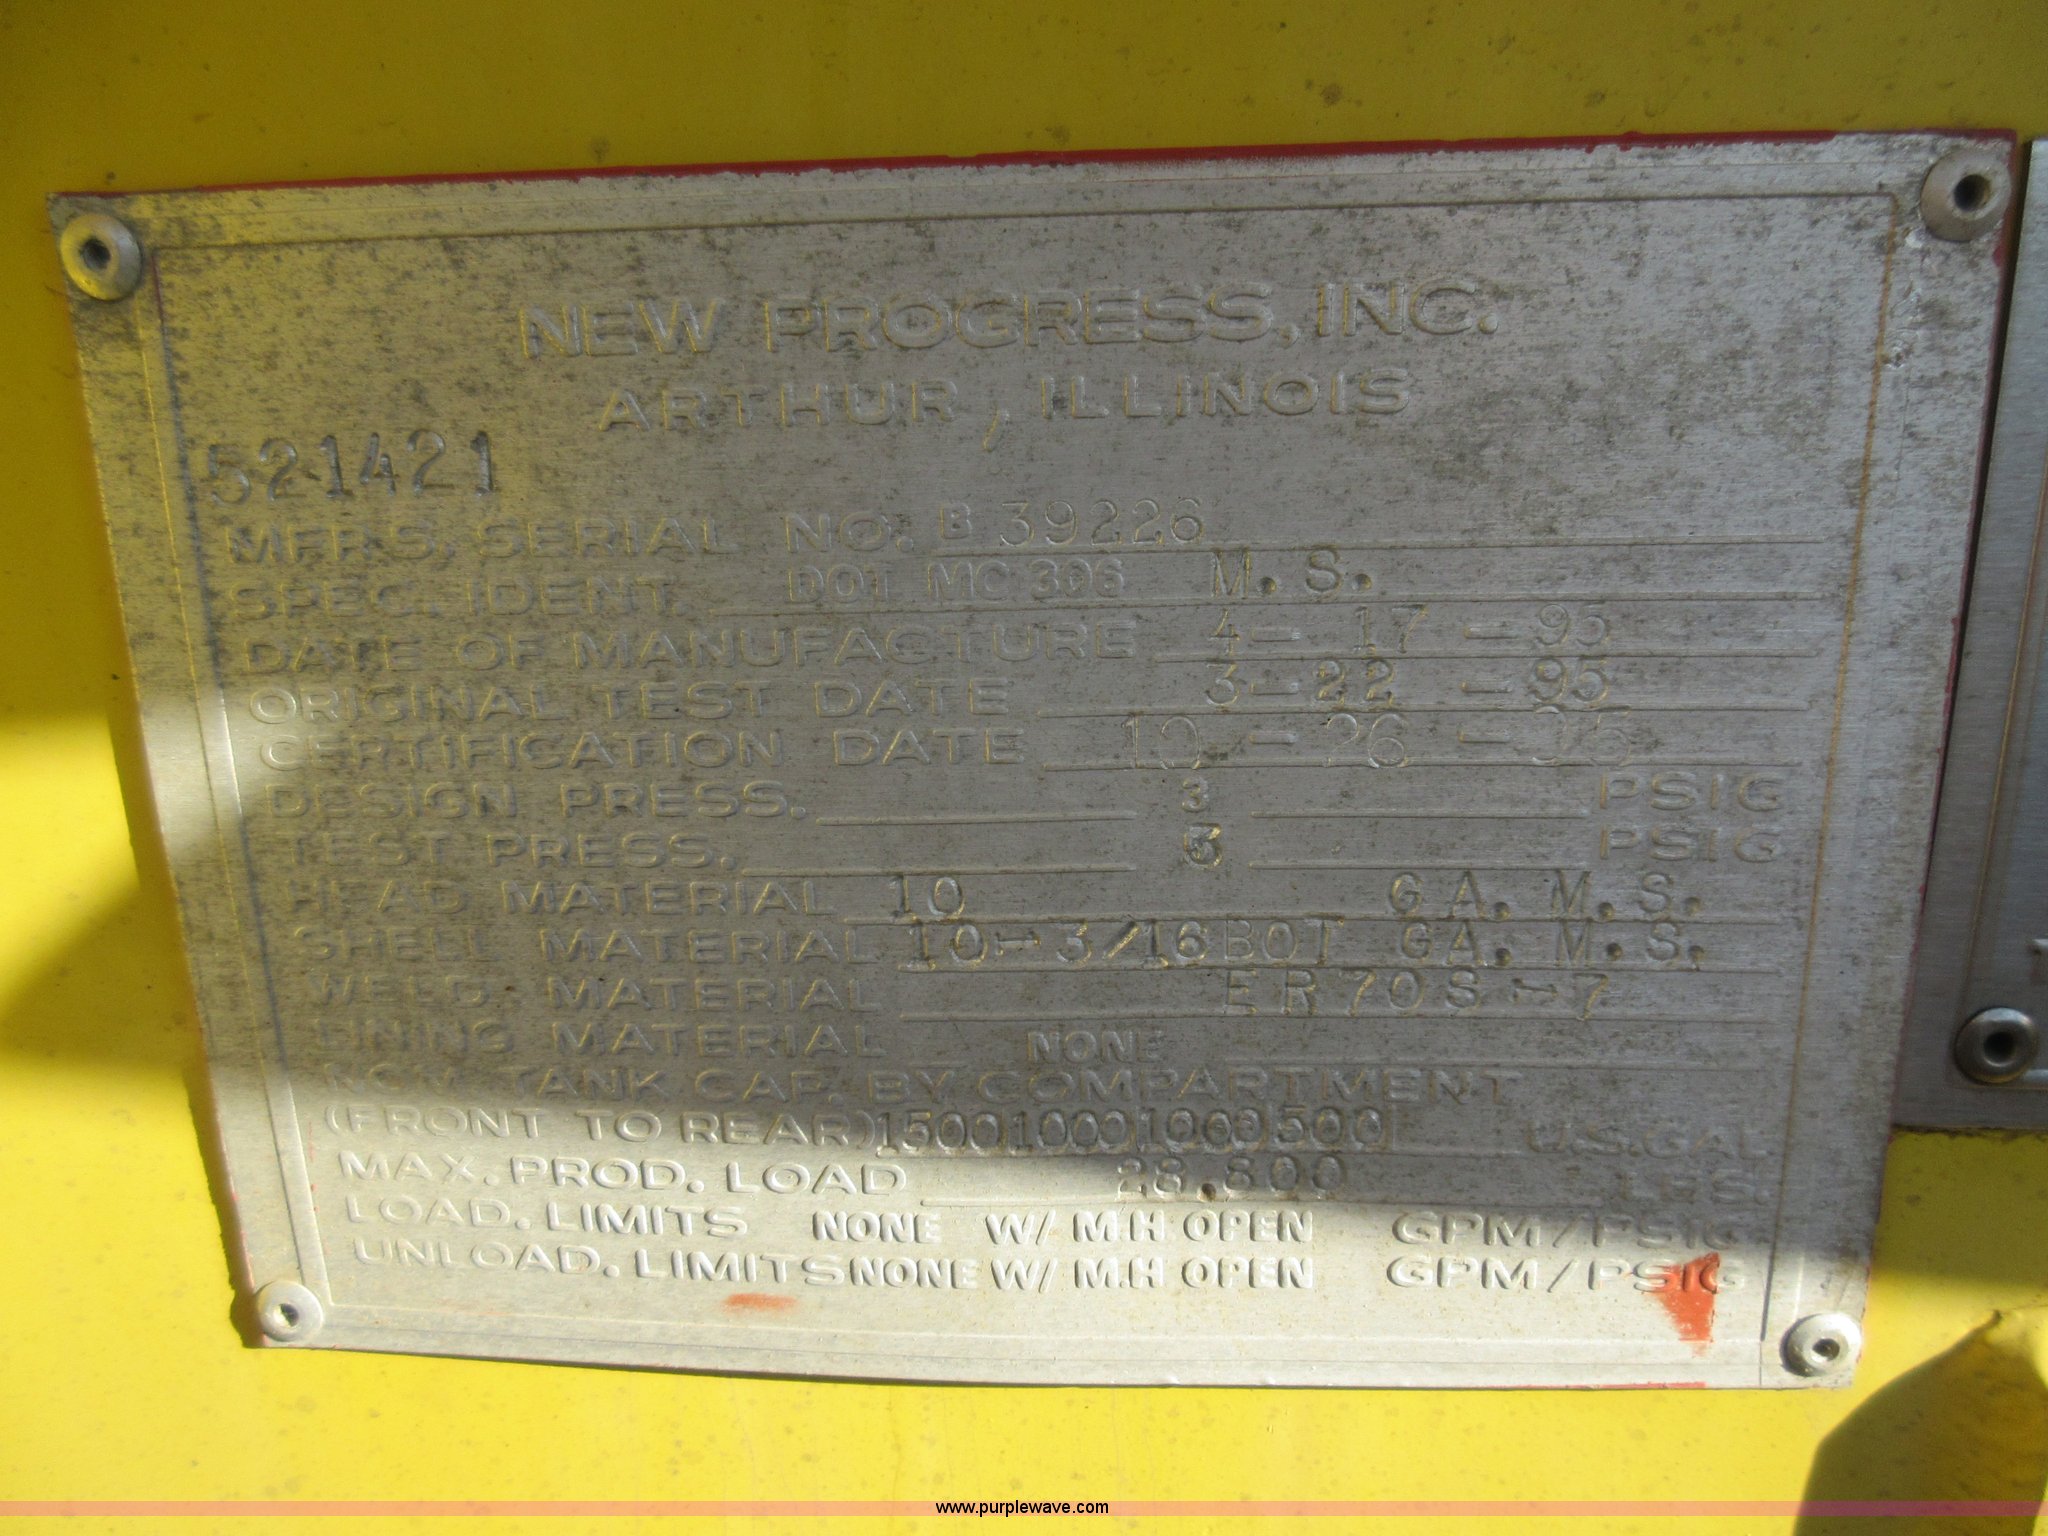 NEW PROGRESS, INC.
ARTHUR, ILLINOIS
521421
MFRS. SERIAL NO. B 39226
SPEC. IDENT. DOT MC 306 M.S.
DATE OF MANUFACTURE 4-17-95
ORIGINAL TEST DATE 3-22-95
CERTIFICATION DATE 10-26-95
DESIGN PRESS. 3 PSIG
TEST PRESS. PSIG
HEAD MATERIAL 10 GA. M.S.
SHELL MATERIAL 10-3/16 BOT GA. M.S.
WELD. MATERIAL ER70S-7
LINING MATERIAL NONE
NOM. TANK CAP. BY COMPARTMENT
(FRONT TO REAR) 1500 1000 1000 500 U.S.GAL.
MAX. PROD. LOAD 28,800 LBS.
LOAD. LIMITS NONE W/ M.H OPEN GPM/PSIG
UNLOAD. LIMITS NONE W/ M.H OPEN GPM/PSIG
www.purplewave.com